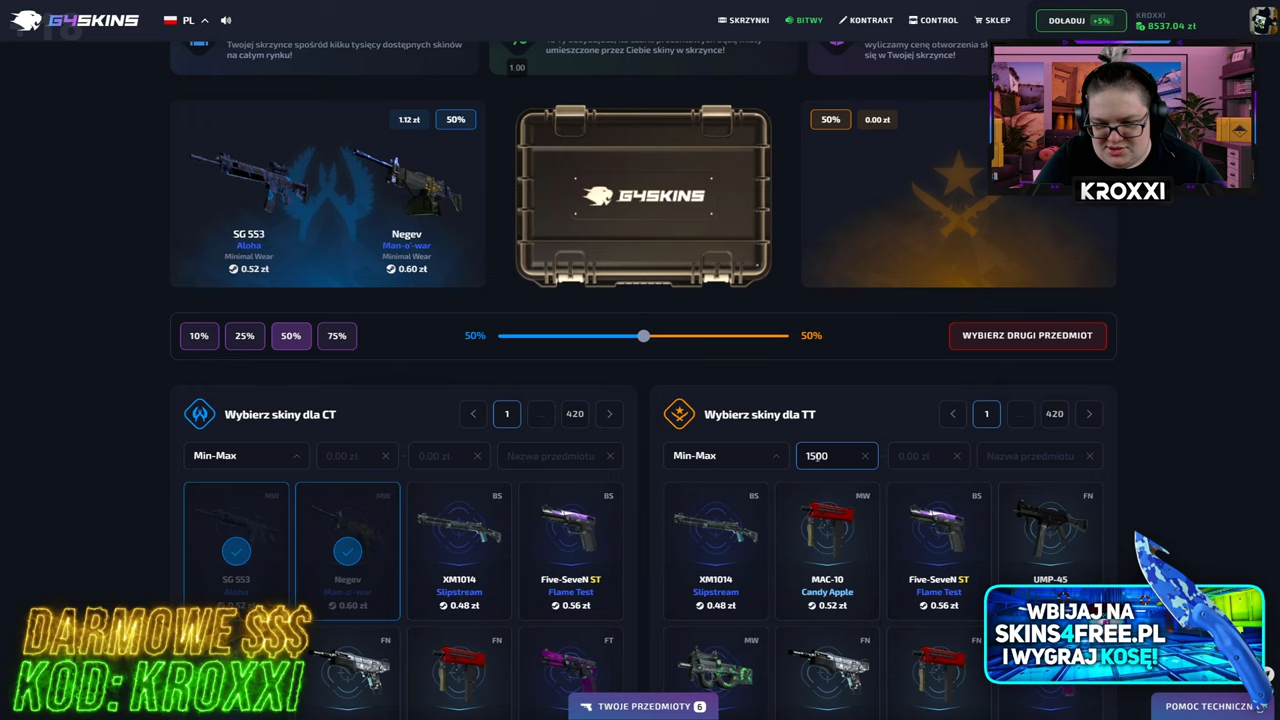 G4SKINS
PL
SKRZYNKI
BITWY
KONTRAKT
CONTROL
SKLEP
DOŁADUJ +5%
KROXXI
8537.04 zł
Twojej skrzynce spośród kilku tysięcy dostępnych skinów
na całym rynku!
umieszczone przez Ciebie skiny w skrzynce!
wyliczamy cenę otworzenia s
się w Twojej skrzynce!
1.00
1.12 zł
50%
SG 553
Aloha
Minimal Wear
0.52 zł
Negev
Man-o'-war
Minimal Wear
0.60 zł
G4SKINS
50%
0.00 zł
KROXXI
10%
25%
50%
75%
50%
50%
WYBIERZ DRUGI PRZEDMIOT
Wybierz skiny dla CT
1
...
420
Wybierz skiny dla TT
1
...
420
Min-Max
0.00 zł
-
0.00 zł
Nazwa przedmiotu
Min-Max
1500
-
0.00 zł
Nazwa przedmiotu
MW
SG 553
Aloha
0.52 zł
MW
Negev
Man-o'-war
0.60 zł
BS
XM1014
Slipstream
0.48 zł
BS
Five-SeveN ST
Flame Test
0.56 zł
BS
XM1014
Slipstream
0.48 zł
MW
MAC-10
Candy Apple
0.52 zł
BS
Five-SeveN ST
Flame Test
0.56 zł
FN
UMP-45
FN
FN
FT
MW
FN
FN
DARMOWE $$$
KOD: KROXXI
WBIJAJ NA
SKINS4FREE.PL
I WYGRAJ KOSĘ!
TWOJE PRZEDMIOTY 6
POMOC TECHNICZN